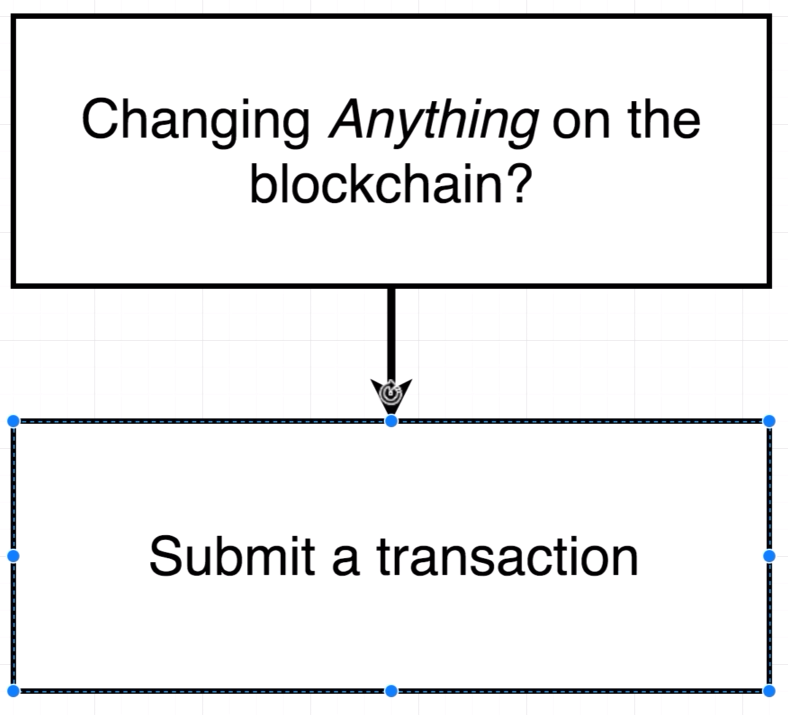 Changing Anything on the
blockchain?
Submit a transaction